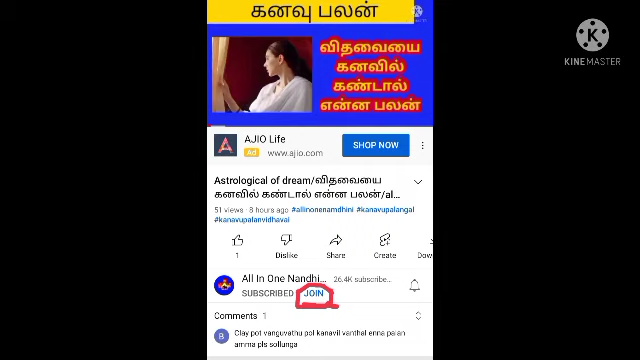 கனவு பலன்
விதவையை
கனவில்
கண்டால்
என்ன பலன்
K
KINEMASTER
AJIO Life
Ad www.ajio.com
SHOP NOW
Astrological of dream/விதவையை
கனவில் கண்டால் என்ன பலன்/al...
51 views · 8 hours ago #allinonenamdhini #kanavupalangal
#kanavupalanvidhavai
1 Dislike Share Create Dow
All In One Nandhi... 26.4K subscribe..
SUBSCRIBED JOIN
Comments 1
B
Clay pot vanguvathu pol kanavil vanthal enna palan
amma pls sollunga